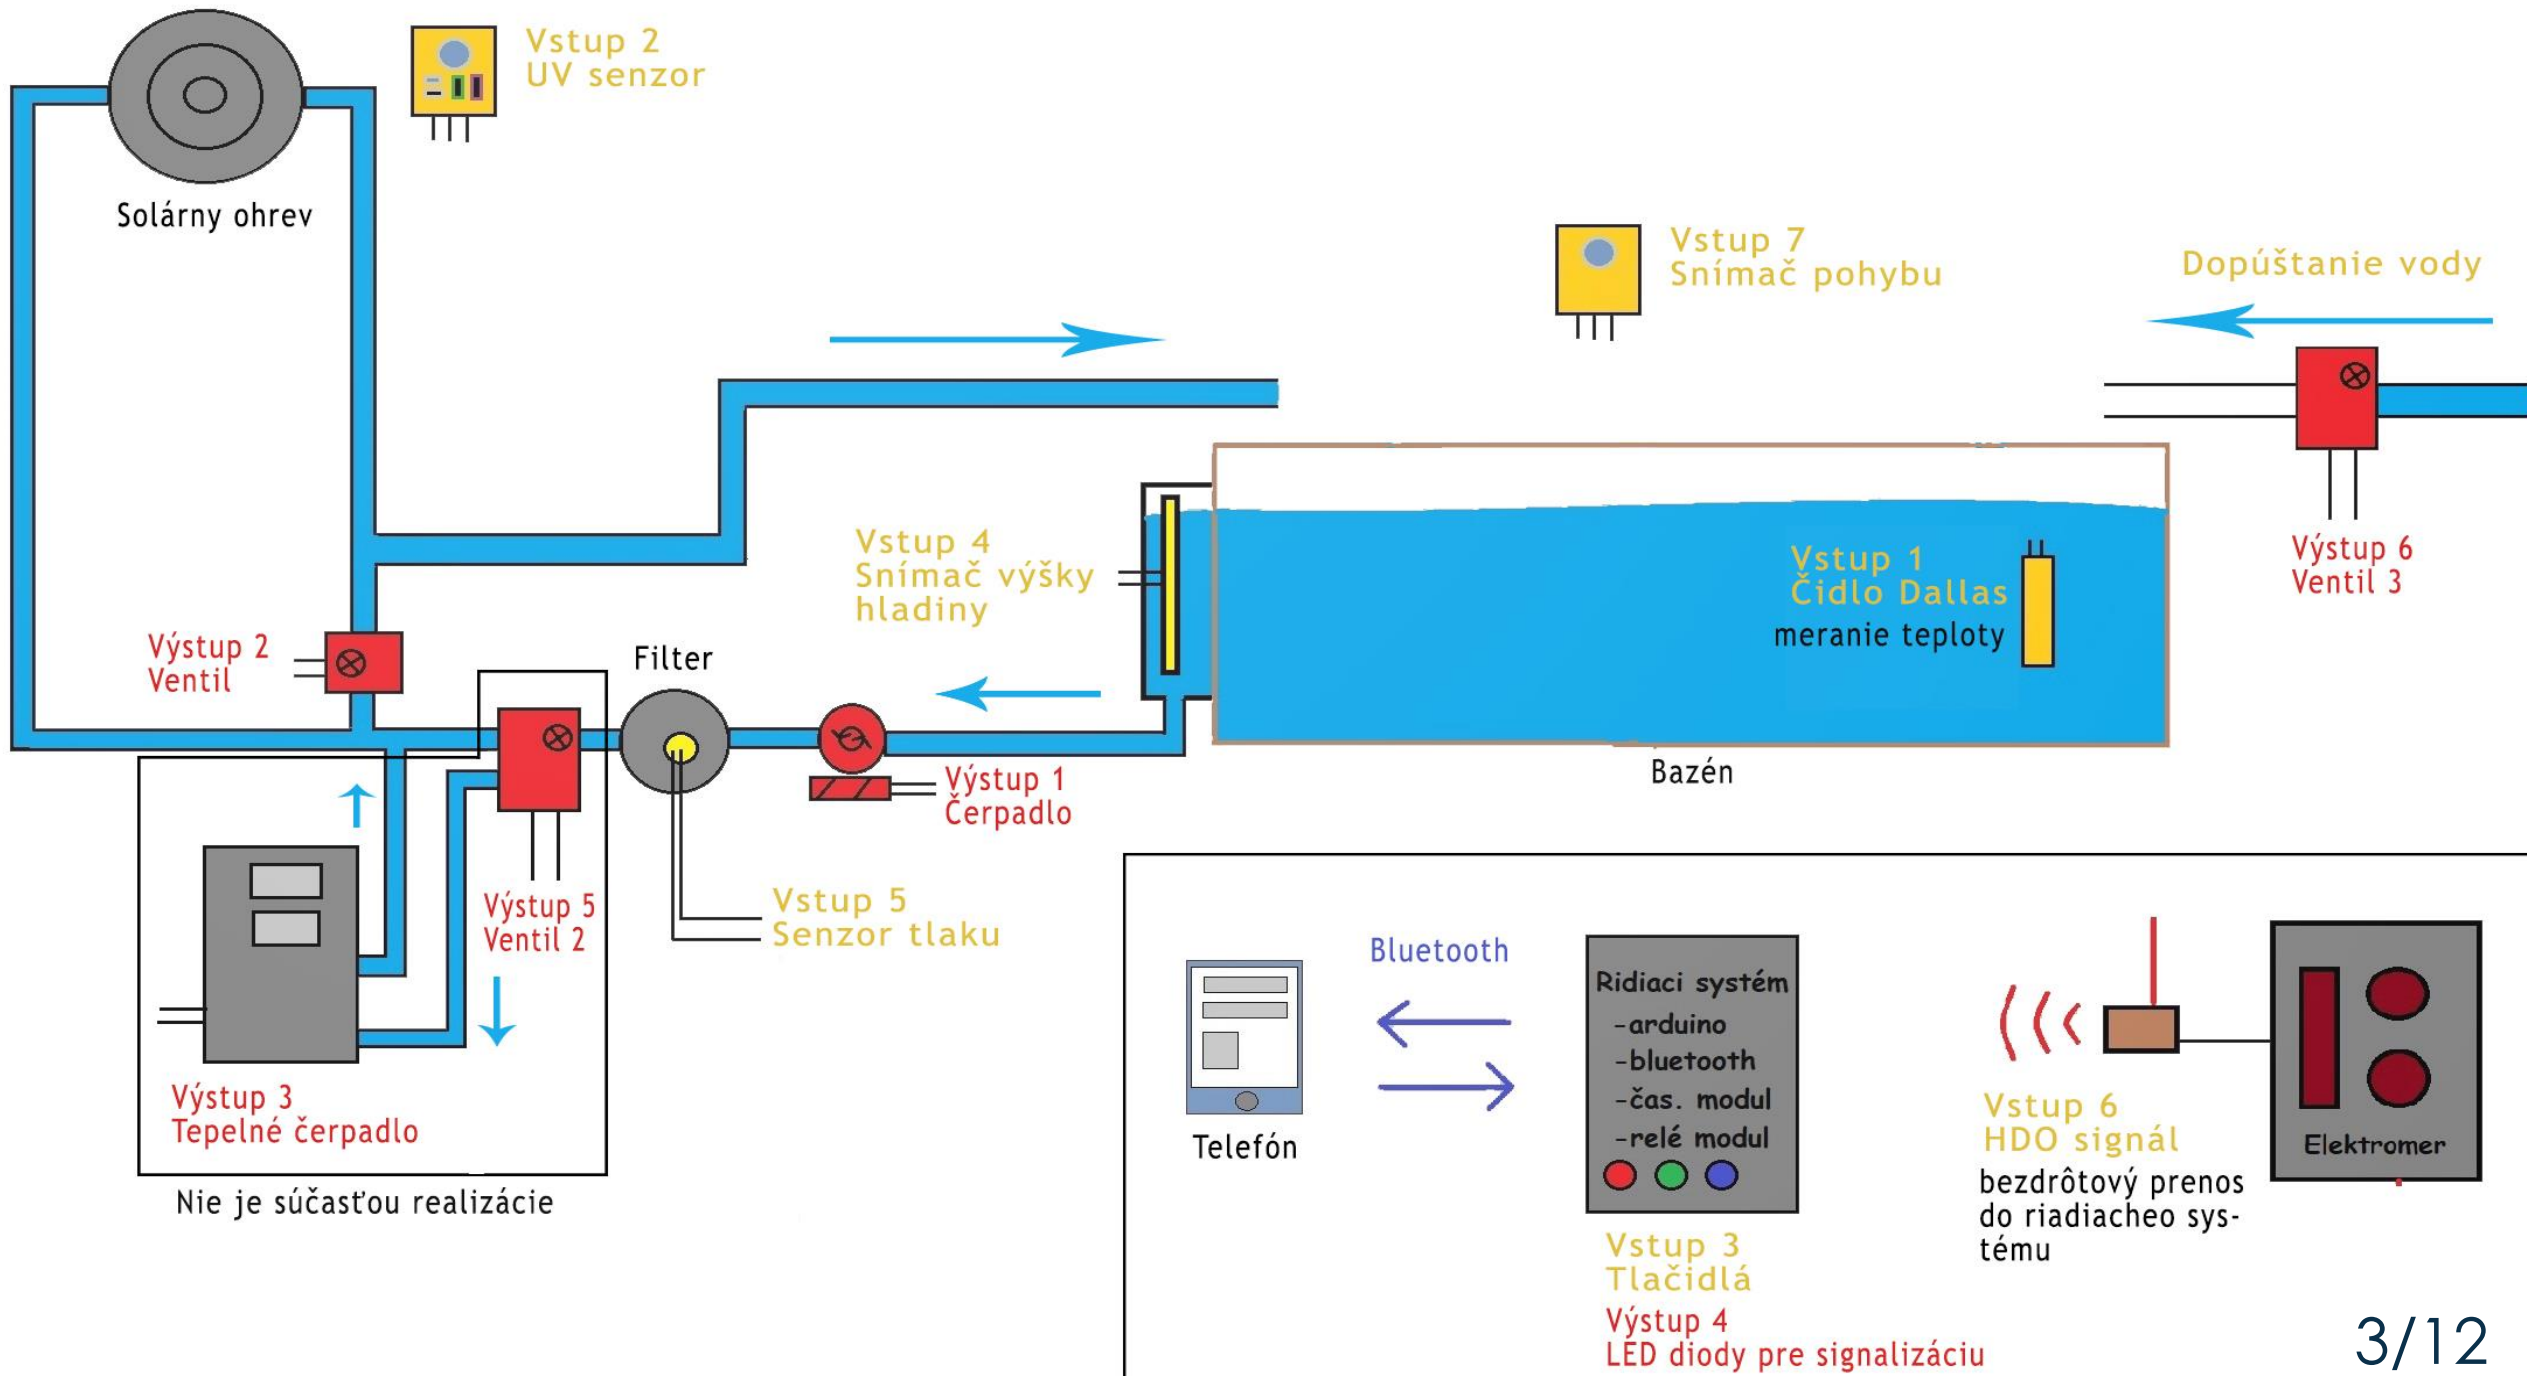 Vstup 2
UV senzor
Solárny ohrev
Vstup 7
Snímač pohybu
Dopúštanie vody
Vstup 4
Snímač výšky
hladiny
Vstup 1
Čidlo Dallas
meranie teploty
Výstup 6
Ventil 3
Výstup 2
Ventil
Filter
Výstup 1
Čerpadlo
Bazén
Výstup 5
Ventil 2
Vstup 5
Senzor tlaku
Výstup 3
Tepelné čerpadlo
Nie je súčasťou realizácie
Bluetooth
Telefón
Ridiaci systém
-arduino
-bluetooth
-čas. modul
-relé modul
Vstup 3
Tlačidlá
Výstup 4
LED diody pre signalizáciu
Vstup 6
HDO signál
bezdrôtový prenos
do riadiacheo sys-
tému
Elektromer
3/12